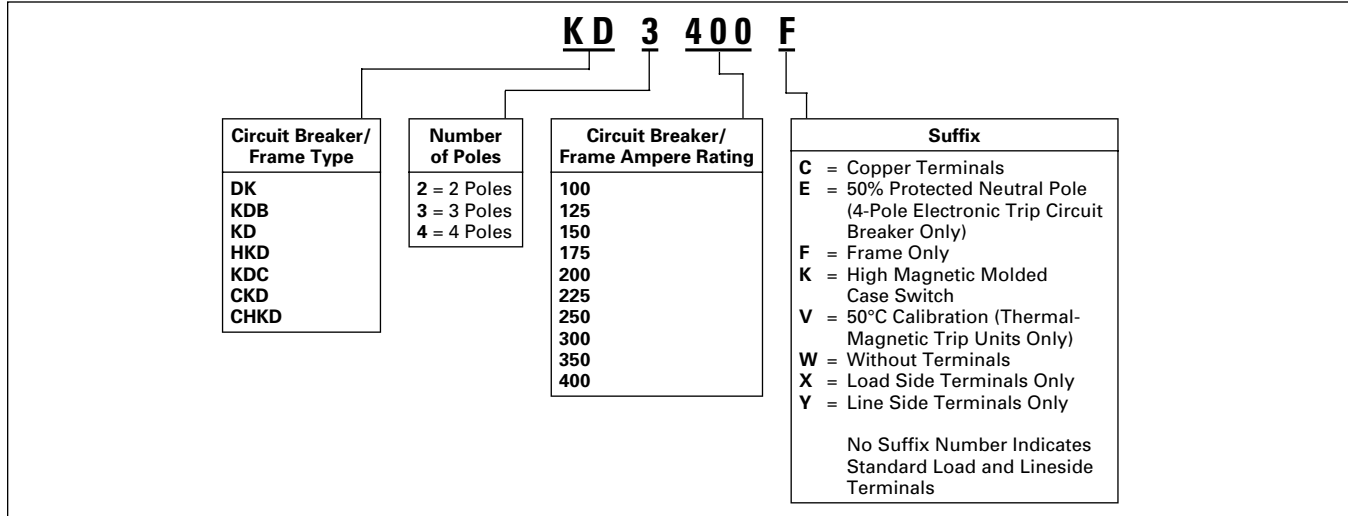 KD 3 400 F
Circuit Breaker/
Frame Type
DK
KDB
KD
HKD
KDC
CKD
CHKD
Number
of Poles
2 = 2 Poles
3 = 3 Poles
4 = 4 Poles
Circuit Breaker/
Frame Ampere Rating
100
125
150
175
200
225
250
300
350
400
Suffix
C = Copper Terminals
E = 50% Protected Neutral Pole
(4-Pole Electronic Trip Circuit
Breaker Only)
F = Frame Only
K = High Magnetic Molded
Case Switch
V = 50°C Calibration (Thermal-
Magnetic Trip Units Only)
W = Without Terminals
X = Load Side Terminals Only
Y = Line Side Terminals Only
No Suffix Number Indicates
Standard Load and Lineside
Terminals